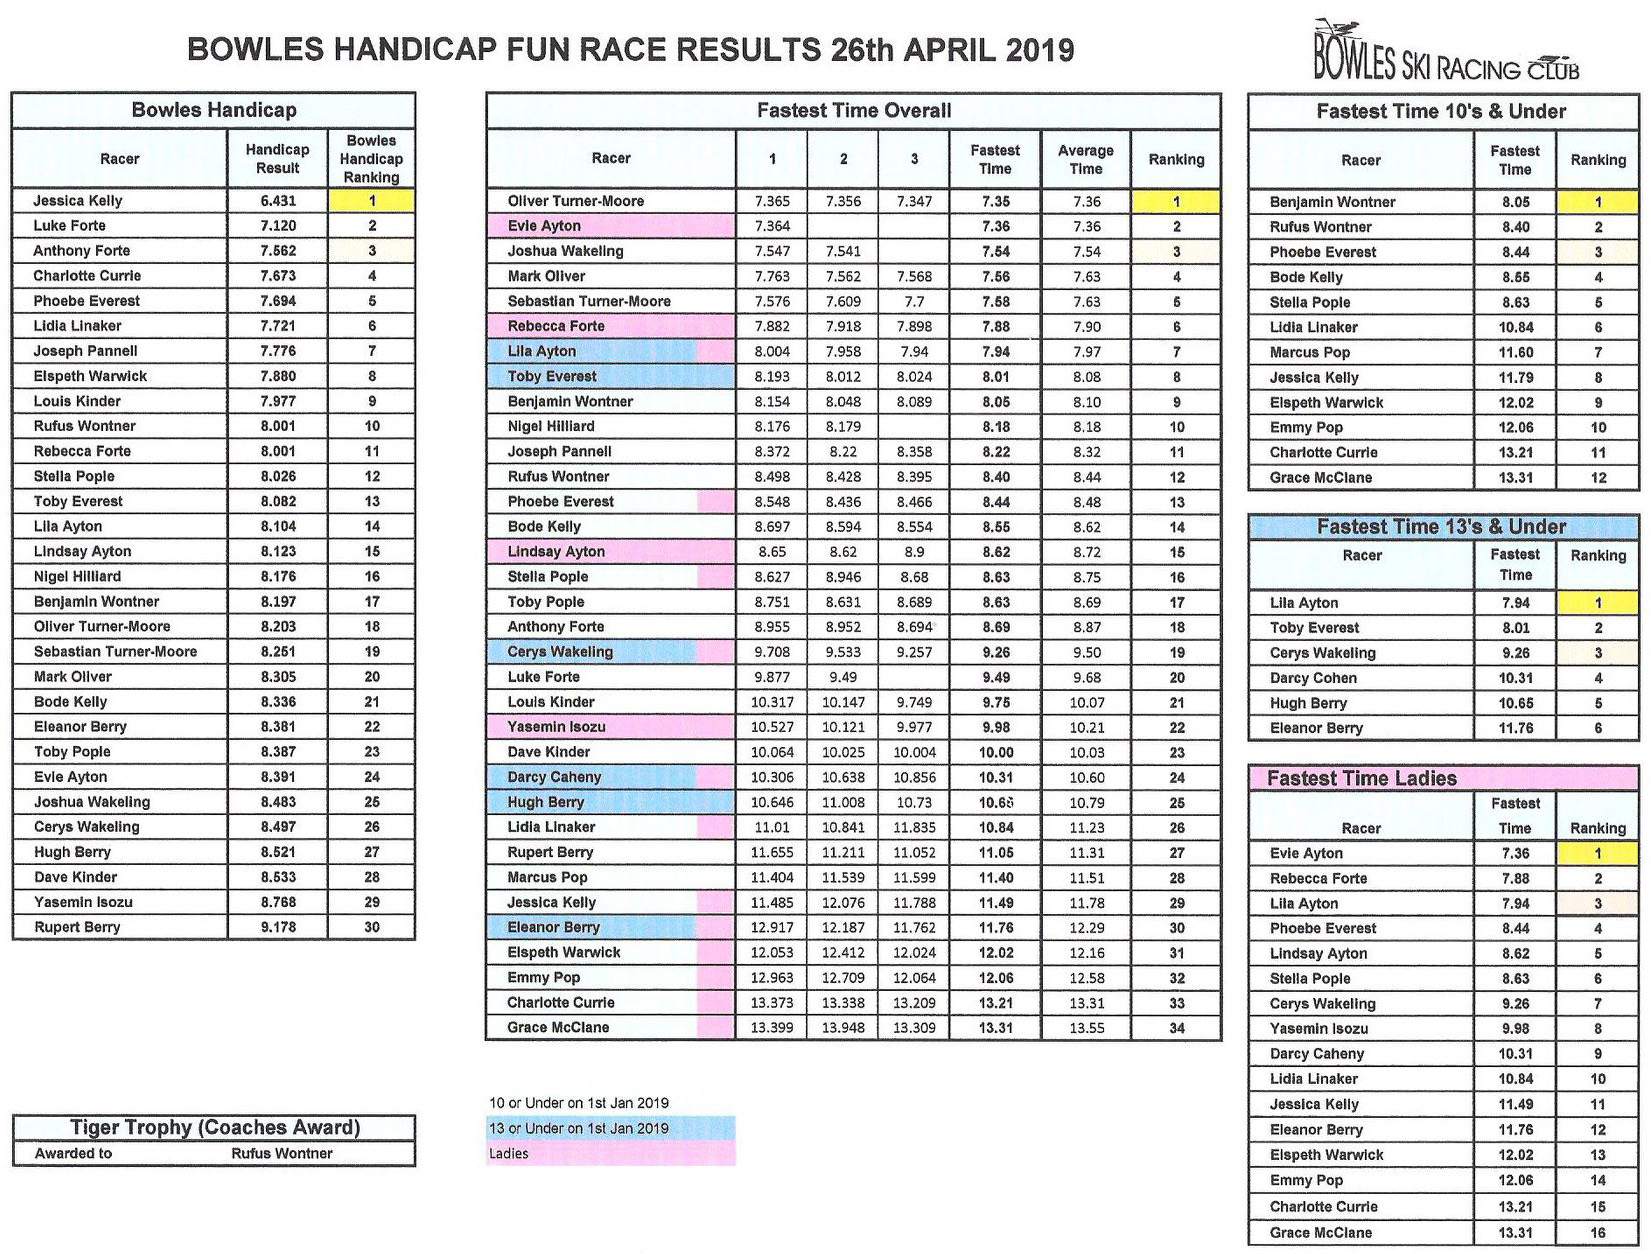 BOWLES HANDICAP FUN RACE RESULTS 26th APRIL 2019
BOWLES SKI RACING CLUB
Bowles Handicap
Racer Handicap Result Bowles Handicap Ranking
Jessica Kelly 6.431 1
Luke Forte 7.120 2
Anthony Forte 7.562 3
Charlotte Currie 7.673 4
Phoebe Everest 7.694 5
Lidia Linaker 7.721 6
Joseph Pannell 7.776 7
Elspeth Warwick 7.880 8
Louis Kinder 7.977 9
Rufus Wontner 8.001 10
Rebecca Forte 8.001 11
Stella Pople 8.026 12
Toby Everest 8.082 13
Lila Ayton 8.104 14
Lindsay Ayton 8.123 15
Nigel Hilliard 8.176 16
Benjamin Wontner 8.197 17
Oliver Turner-Moore 8.203 18
Sebastian Turner-Moore 8.251 19
Mark Oliver 8.305 20
Bode Kelly 8.336 21
Eleanor Berry 8.381 22
Toby Pople 8.387 23
Evie Ayton 8.391 24
Joshua Wakeling 8.483 25
Cerys Wakeling 8.497 26
Hugh Berry 8.521 27
Dave Kinder 8.533 28
Yasemin Isozu 8.768 29
Rupert Berry 9.178 30
Tiger Trophy (Coaches Award)
Awarded to Rufus Wontner
Fastest Time Overall
Racer 1 2 3 Fastest Time Average Time Ranking
Oliver Turner-Moore 7.365 7.356 7.347 7.35 7.36 1
Evie Ayton 7.364 7.36 7.36 2
Joshua Wakeling 7.547 7.541 7.54 7.54 3
Mark Oliver 7.763 7.562 7.568 7.56 7.63 4
Sebastian Turner-Moore 7.576 7.609 7.7 7.58 7.63 5
Rebecca Forte 7.882 7.918 7.898 7.88 7.90 6
Lila Ayton 8.004 7.958 7.94 7.94 7.97 7
Toby Everest 8.193 8.012 8.024 8.01 8.08 8
Benjamin Wontner 8.154 8.048 8.089 8.05 8.10 9
Nigel Hilliard 8.176 8.179 8.18 8.18 10
Joseph Pannell 8.372 8.22 8.358 8.22 8.32 11
Rufus Wontner 8.498 8.428 8.395 8.40 8.44 12
Phoebe Everest 8.548 8.436 8.466 8.44 8.48 13
Bode Kelly 8.697 8.594 8.554 8.55 8.62 14
Lindsay Ayton 8.65 8.62 8.9 8.62 8.72 15
Stella Pople 8.627 8.946 8.68 8.63 8.75 16
Toby Pople 8.751 8.631 8.689 8.63 8.69 17
Anthony Forte 8.955 8.952 8.694 8.69 8.87 18
Cerys Wakeling 9.708 9.533 9.257 9.26 9.50 19
Luke Forte 9.877 9.49 9.49 9.68 20
Louis Kinder 10.317 10.147 9.749 9.75 10.07 21
Yasemin Isozu 10.527 10.121 9.977 9.98 10.21 22
Dave Kinder 10.064 10.025 10.004 10.00 10.03 23
Darcy Caheny 10.306 10.638 10.856 10.31 10.60 24
Hugh Berry 10.646 11.008 10.73 10.65 10.79 25
Lidia Linaker 11.01 10.841 11.835 10.84 11.23 26
Rupert Berry 11.655 11.211 11.052 11.05 11.31 27
Marcus Pop 11.404 11.539 11.599 11.40 11.51 28
Jessica Kelly 11.485 12.076 11.788 11.49 11.78 29
Eleanor Berry 12.917 12.187 11.762 11.76 12.29 30
Elspeth Warwick 12.053 12.412 12.024 12.02 12.16 31
Emmy Pop 12.963 12.709 12.064 12.06 12.58 32
Charlotte Currie 13.373 13.338 13.209 13.21 13.31 33
Grace McClane 13.399 13.948 13.309 13.31 13.55 34
10 or Under on 1st Jan 2019
13 or Under on 1st Jan 2019
Ladies
Fastest Time 10's & Under
Racer Fastest Time Ranking
Benjamin Wontner 8.05 1
Rufus Wontner 8.40 2
Phoebe Everest 8.44 3
Bode Kelly 8.55 4
Stella Pople 8.63 5
Lidia Linaker 10.84 6
Marcus Pop 11.60 7
Jessica Kelly 11.79 8
Elspeth Warwick 12.02 9
Emmy Pop 12.06 10
Charlotte Currie 13.21 11
Grace McClane 13.31 12
Fastest Time 13's & Under
Racer Fastest Time Ranking
Lila Ayton 7.94 1
Toby Everest 8.01 2
Cerys Wakeling 9.26 3
Darcy Cohen 10.31 4
Hugh Berry 10.65 5
Eleanor Berry 11.76 6
Fastest Time Ladies
Racer Fastest Time Ranking
Evie Ayton 7.36 1
Rebecca Forte 7.88 2
Lila Ayton 7.94 3
Phoebe Everest 8.44 4
Lindsay Ayton 8.62 5
Stella Pople 8.63 6
Cerys Wakeling 9.26 7
Yasemin Isozu 9.98 8
Darcy Caheny 10.31 9
Lidia Linaker 10.84 10
Jessica Kelly 11.49 11
Eleanor Berry 11.76 12
Elspeth Warwick 12.02 13
Emmy Pop 12.06 14
Charlotte Currie 13.21 15
Grace McClane 13.31 16